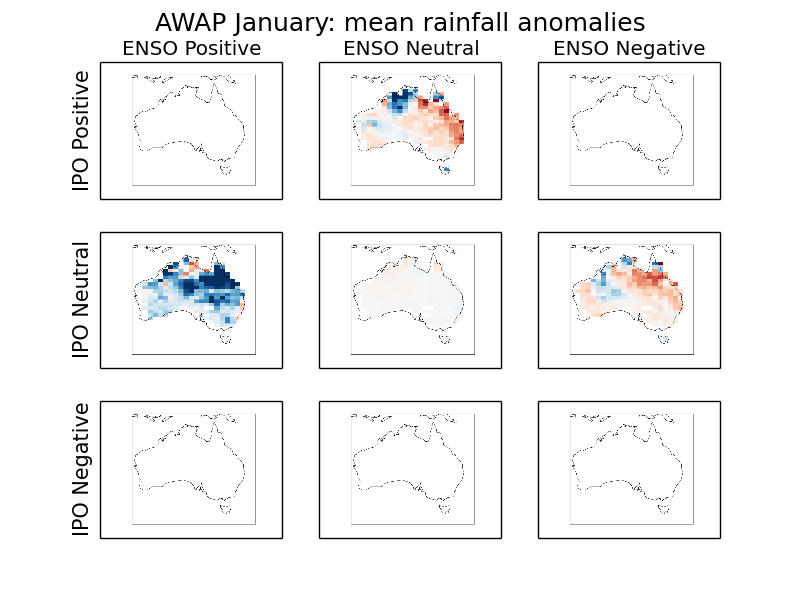 AWAP January: mean rainfall anomalies
ENSO Positive
ENSO Neutral
ENSO Negative
IPO Positive
IPO Neutral
IPO Negative